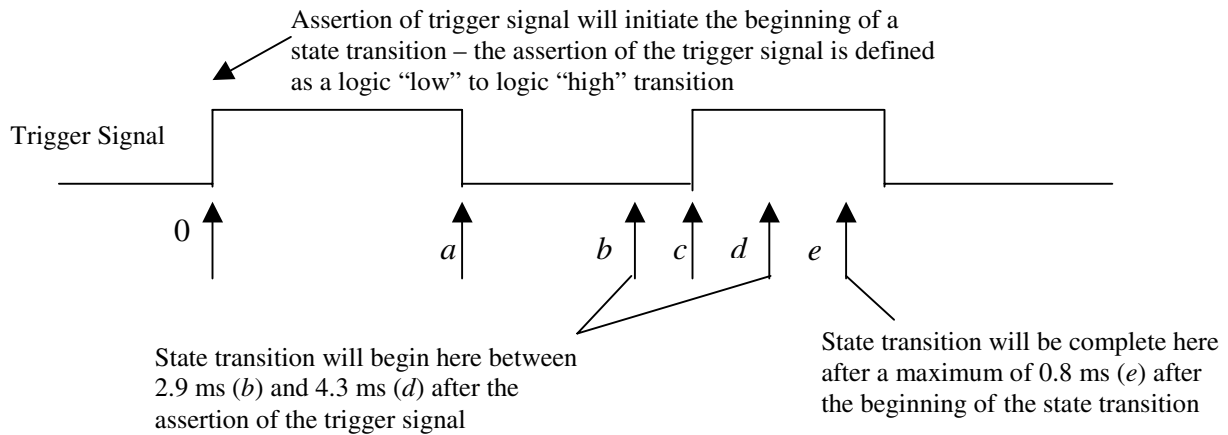 Assertion of trigger signal will initiate the beginning of a
state transition – the assertion of the trigger signal is defined
as a logic “low” to logic “high” transition
Trigger Signal
0
a
b
c
d
e
State transition will begin here between
2.9 ms (b) and 4.3 ms (d) after the
assertion of the trigger signal
State transition will be complete here
after a maximum of 0.8 ms (e) after
the beginning of the state transition